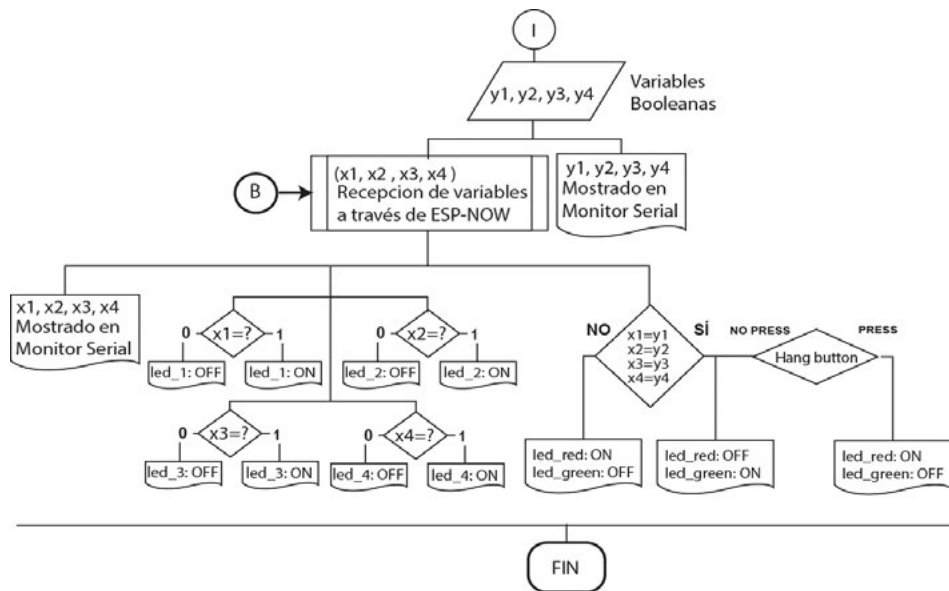 I
y1, y2, y3, y4
Variables
Booleanas
B
(x1, x2 , x3, x4 )
Recepcion de variables
a través de ESP-NOW
y1, y2, y3, y4
Mostrado en
Monitor Serial
x1, x2, x3, x4
Mostrado en
Monitor Serial
0
x1=?
1
led_1: OFF
led_1: ON
0
x2=?
1
led_2: OFF
led_2: ON
0
x3=?
1
led_3: OFF
led_3: ON
0
x4=?
1
led_4: OFF
led_4: ON
NO
x1=y1
x2=y2
x3=y3
x4=y4
SÍ
NO PRESS
Hang button
PRESS
led_red: ON
led_green: OFF
led_red: OFF
led_green: ON
led_red: ON
led_green: OFF
FIN